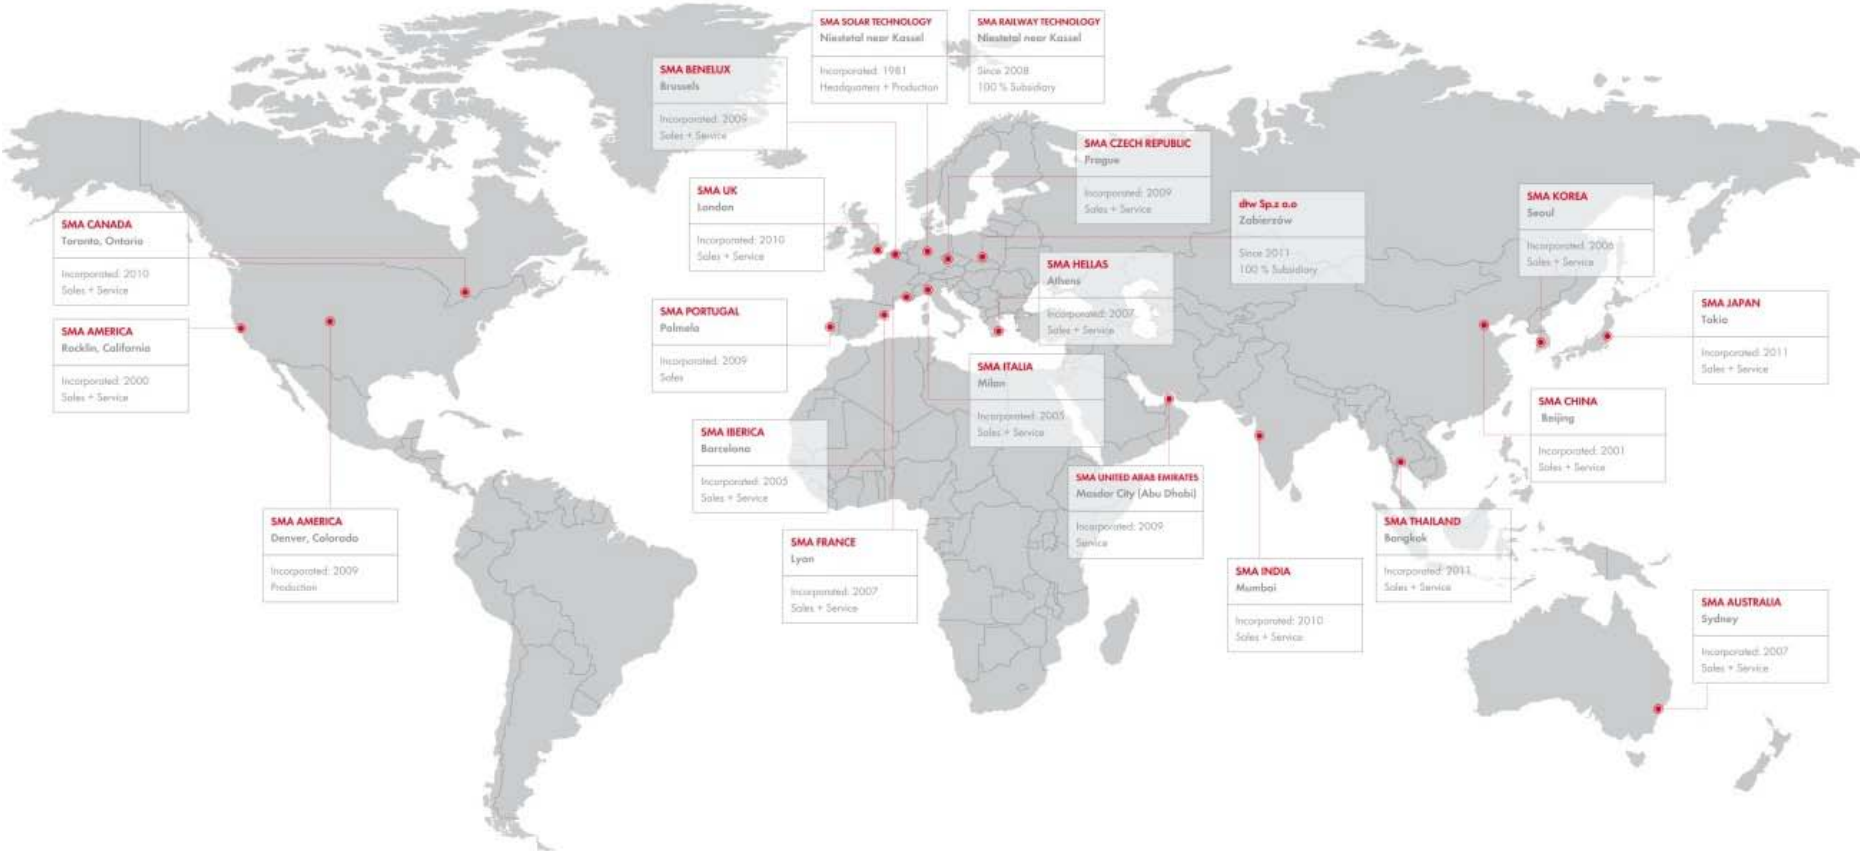 SMA SOLAR TECHNOLOGY
Niestetal near Kassel
Incorporated: 1981
Headquarters + Production
SMA RAILWAY TECHNOLOGY
Niestetal near Kassel
Since 2008
100 % Subsidiary
SMA BENELUX
Brussels
Incorporated: 2009
Sales + Service
SMA CZECH REPUBLIC
Prague
Incorporated: 2009
Sales + Service
SMA UK
London
Incorporated: 2010
Sales + Service
dtw Sp.z o.o
Zabierzów
Since 2011
100 % Subsidiary
SMA KOREA
Seoul
Incorporated: 2006
Sales + Service
SMA CANADA
Toronto, Ontario
Incorporated: 2010
Sales + Service
SMA HELLAS
Athens
Incorporated: 2007
Sales + Service
SMA JAPAN
Tokio
Incorporated: 2011
Sales + Service
SMA PORTUGAL
Palmela
Incorporated: 2009
Sales
SMA AMERICA
Rocklin, California
Incorporated: 2000
Sales + Service
SMA ITALIA
Milan
Incorporated: 2005
Sales + Service
SMA CHINA
Beijing
Incorporated: 2001
Sales + Service
SMA IBERICA
Barcelona
Incorporated: 2005
Sales + Service
SMA UNITED ARAB EMIRATES
Masdar City (Abu Dhabi)
Incorporated: 2009
Service
SMA AMERICA
Denver, Colorado
Incorporated: 2009
Production
SMA THAILAND
Bangkok
Incorporated: 2011
Sales + Service
SMA FRANCE
Lyon
Incorporated: 2007
Sales + Service
SMA INDIA
Mumbai
Incorporated: 2010
Sales + Service
SMA AUSTRALIA
Sydney
Incorporated: 2007
Sales + Service